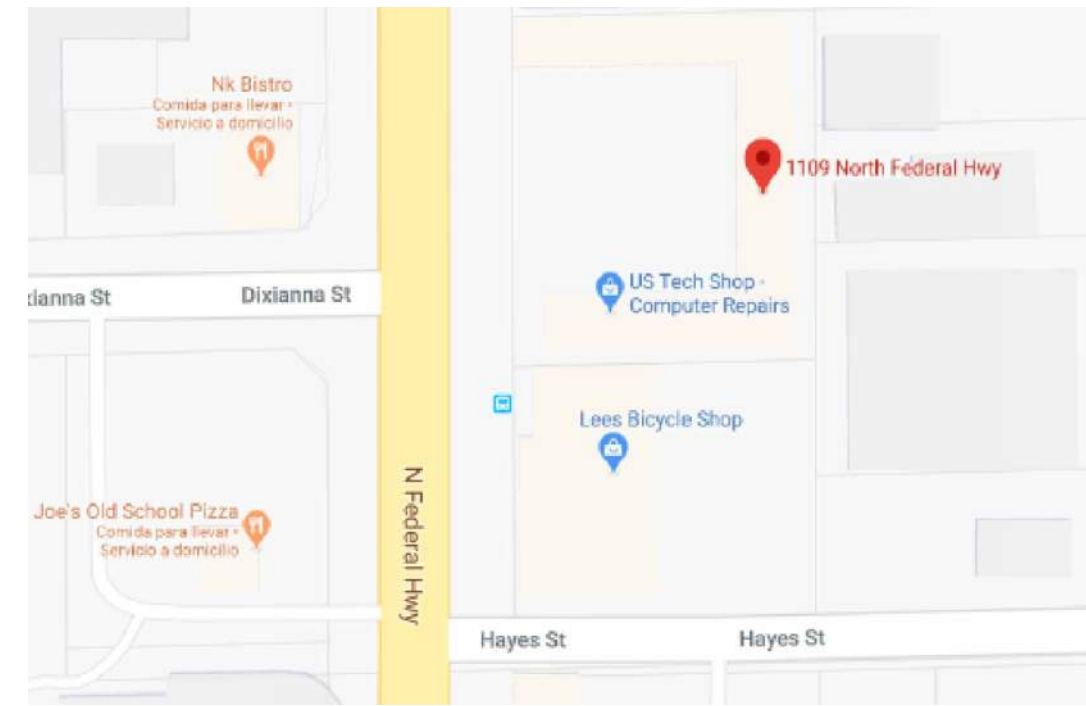 Nk Bistro
Comida para llevar ·
Servicio a domicilio
1109 North Federal Hwy
US Tech Shop -
Computer Repairs
Dixianna St
Lees Bicycle Shop
Joe's Old School Pizza
Comida para llevar ·
Servicio a domicilio
N Federal Hwy
Hayes St
Hayes St